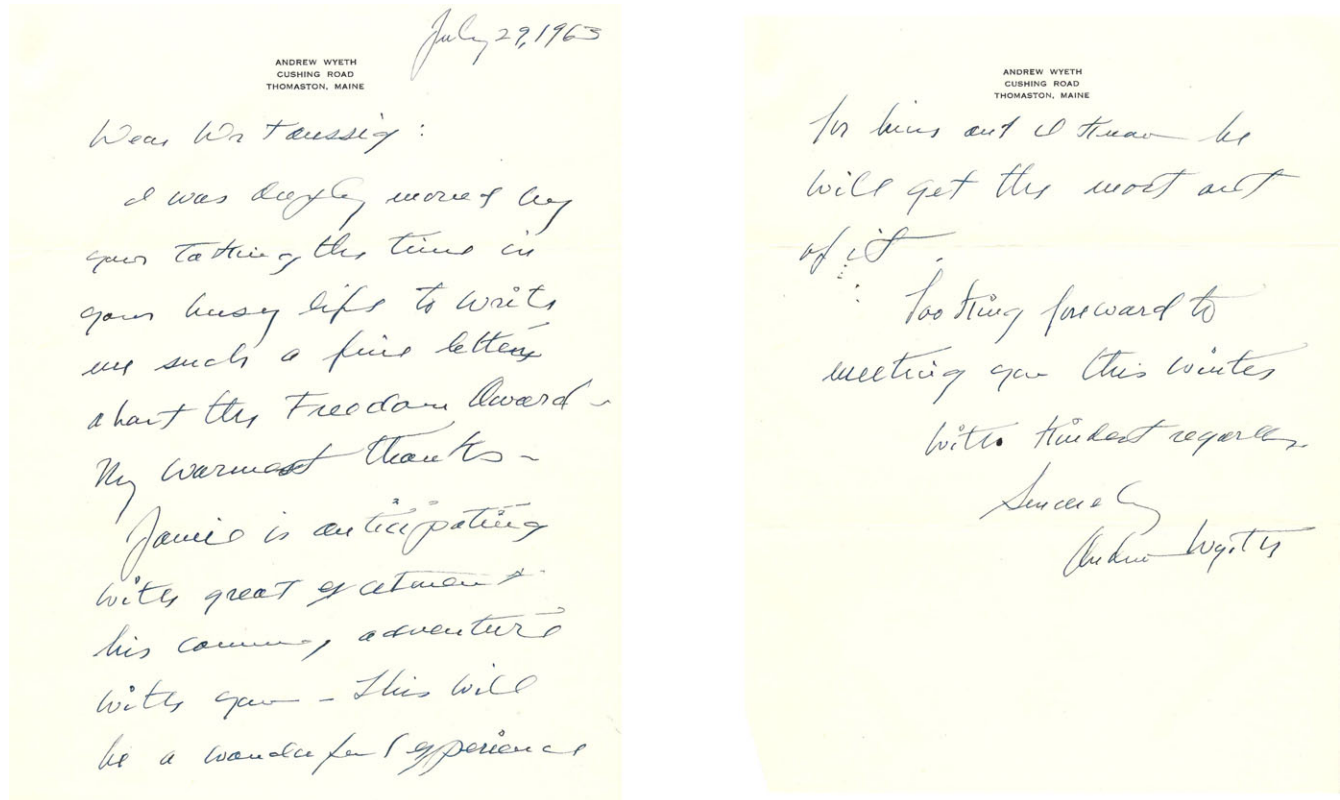 July 29, 1963
ANDREW WYETH
CUSHING ROAD
THOMASTON, MAINE
Dear Dr Taussig :
I was deeply moved by
your taking the time in
your busy life to write
me such a fine letter
about the Freedom Award –
My warmest thanks –
Jamie is anticipating
with great excitement
his coming adventure
with you – This will
be a wonderful experience
ANDREW WYETH
CUSHING ROAD
THOMASTON, MAINE
for him and I know he
will get the most out
of it .
Looking forward to
meeting you this winter
with kindest regards
Sincerely
Andrew Wyeth